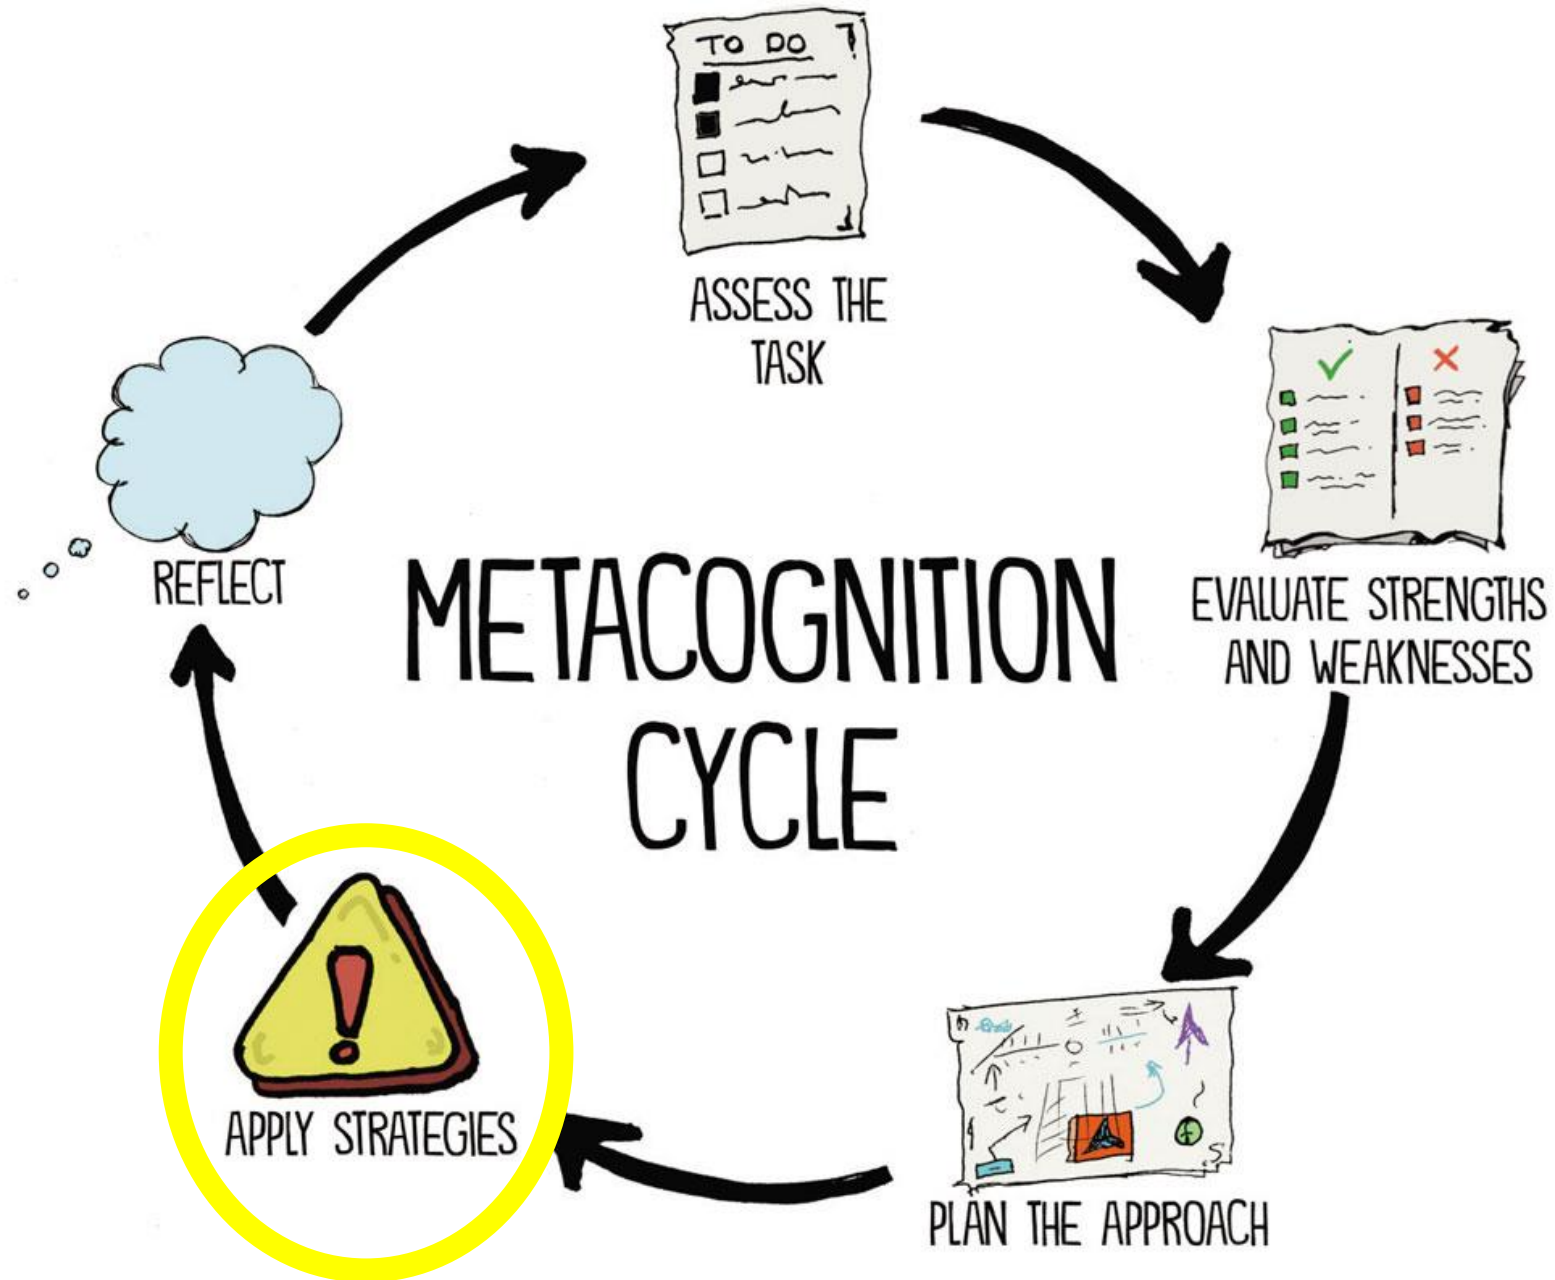 TO DO
ASSESS THE
TASK
EVALUATE STRENGTHS
AND WEAKNESSES
REFLECT
METACOGNITION
CYCLE
APPLY STRATEGIES
PLAN THE APPROACH